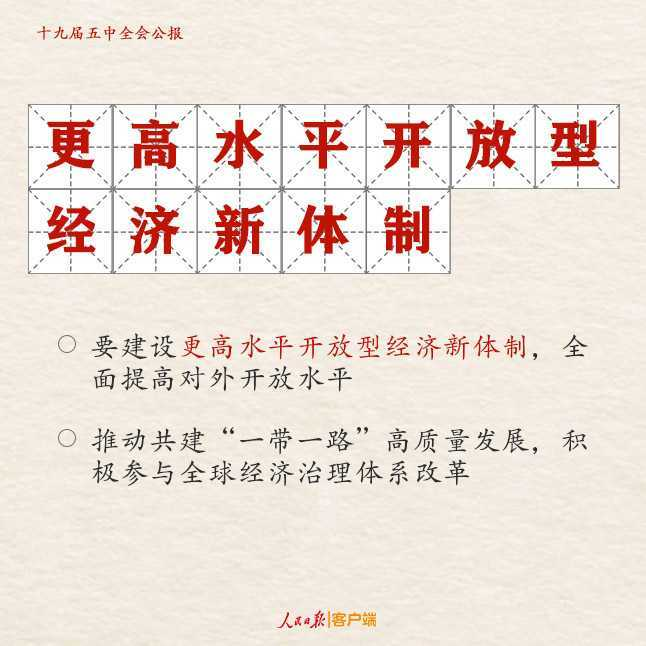 十九届五中全会公报
更高水平开放型
经济新体制
要建设更高水平开放型经济新体制，全
面提高对外开放水平
推动共建“一带一路”高质量发展，积
极参与全球经济治理体系改革
人民日报|客户端